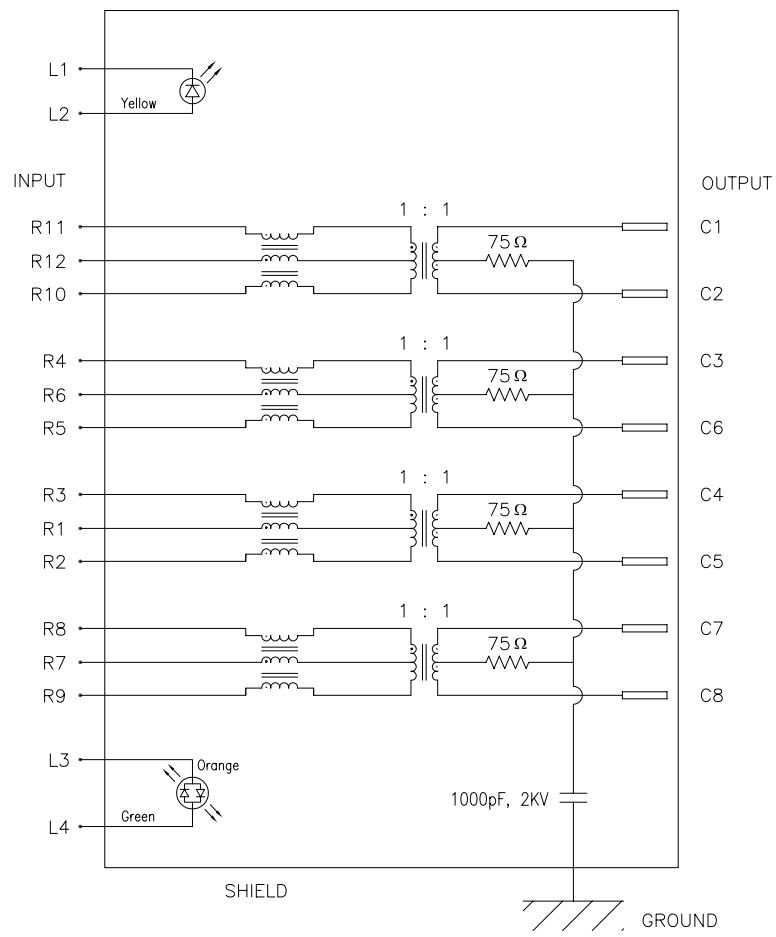 L1
Yellow
L2
INPUT
OUTPUT
1 : 1
R11
75Ω
C1
R12
R10
C2
1 : 1
R4
75Ω
C3
R6
R5
C6
1 : 1
R3
75Ω
C4
R1
R2
C5
1 : 1
R8
75Ω
C7
R7
R9
C8
L3
Orange
Green
L4
1000pF, 2KV
SHIELD
GROUND